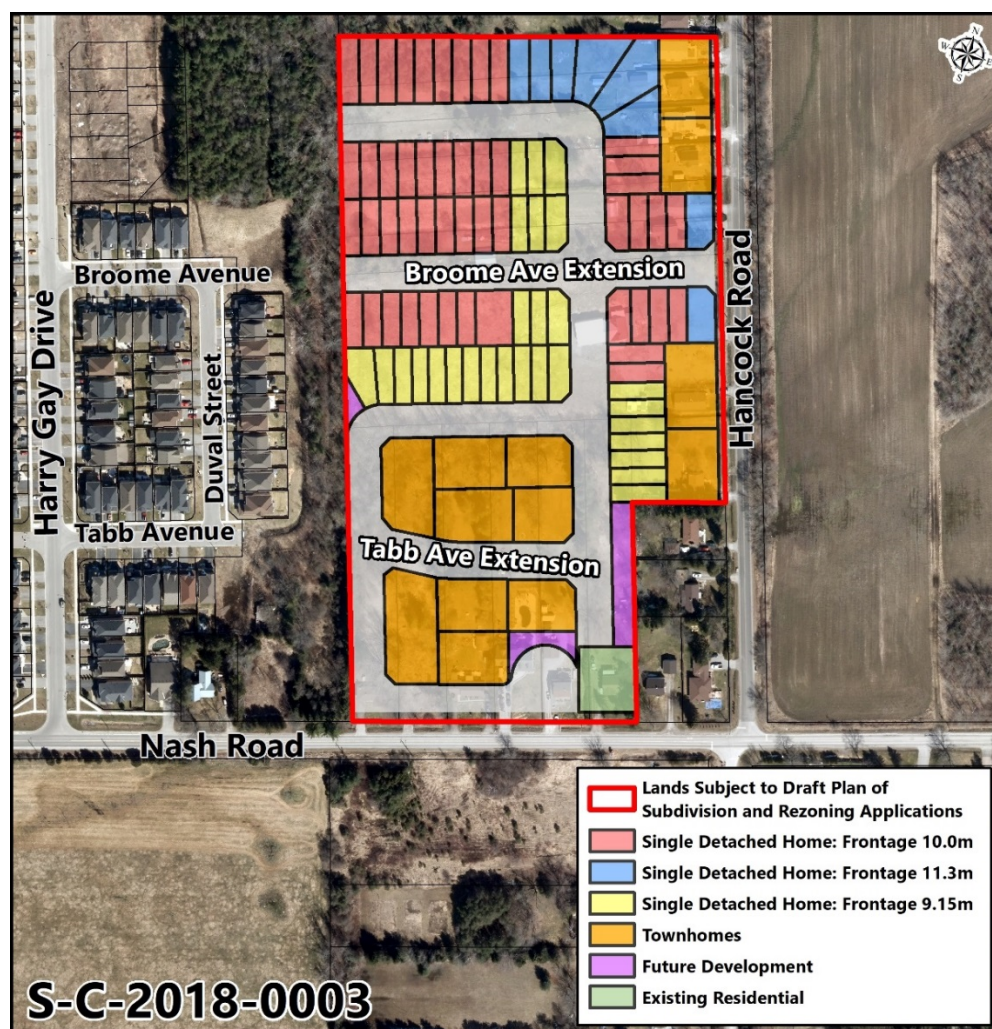 N
W
E
S
Broome Avenue
Broome Ave Extension
Harry Gay Drive
Duval Street
Hancock Road
Tabb Avenue
Tabb Ave Extension
Nash Road
Lands Subject to Draft Plan of
Subdivision and Rezoning Applications
Single Detached Home: Frontage 10.0m
Single Detached Home: Frontage 11.3m
Single Detached Home: Frontage 9.15m
Townhomes
Future Development
Existing Residential
S-C-2018-0003